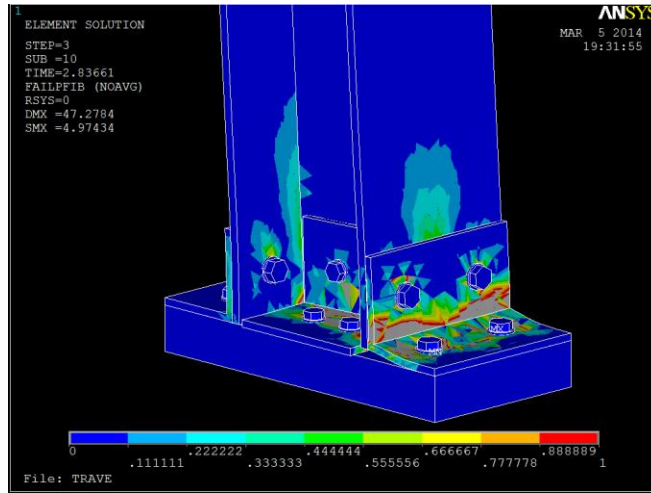 1
ANSYS
ELEMENT SOLUTION
MAR 5 2014
19:31:55
STEP=3
SUB =10
TIME=2.83661
FAILPFIB (NOAVG)
RSYS=0
DMX =47.2784
SMX =4.97434
MX
MN
0 .222222 .444444 .666667 .888889
.111111 .333333 .555556 .777778 1
File: TRAVE